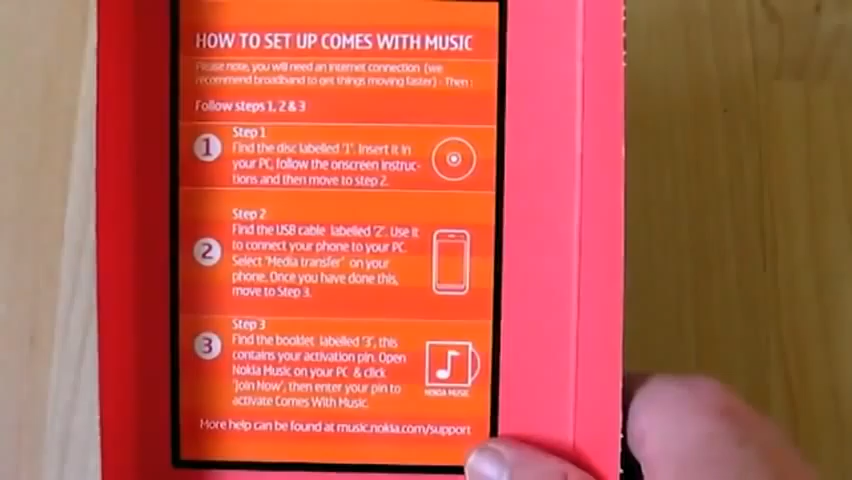 HOW TO SET UP COMES WITH MUSIC
Please note, you will need an internet connection (we
recommend broadband to get things moving faster) - Then :
Follow steps 1, 2 & 3
1
Step 1
Find the disc labelled '1'. Insert it in
your PC, follow the onscreen instruc-
tions and then move to step 2.
2
Step 2
Find the USB cable labelled '2'. Use it
to connect your phone to your PC.
Select 'Media transfer' on your
phone. Once you have done this,
move to Step 3.
3
Step 3
Find the booklet labelled '3', this
contains your activation pin. Open
Nokia Music on your PC & click
'Join Now', then enter your pin to
activate Comes With Music.
NOKIA MUSIC
More help can be found at music.nokia.com/support